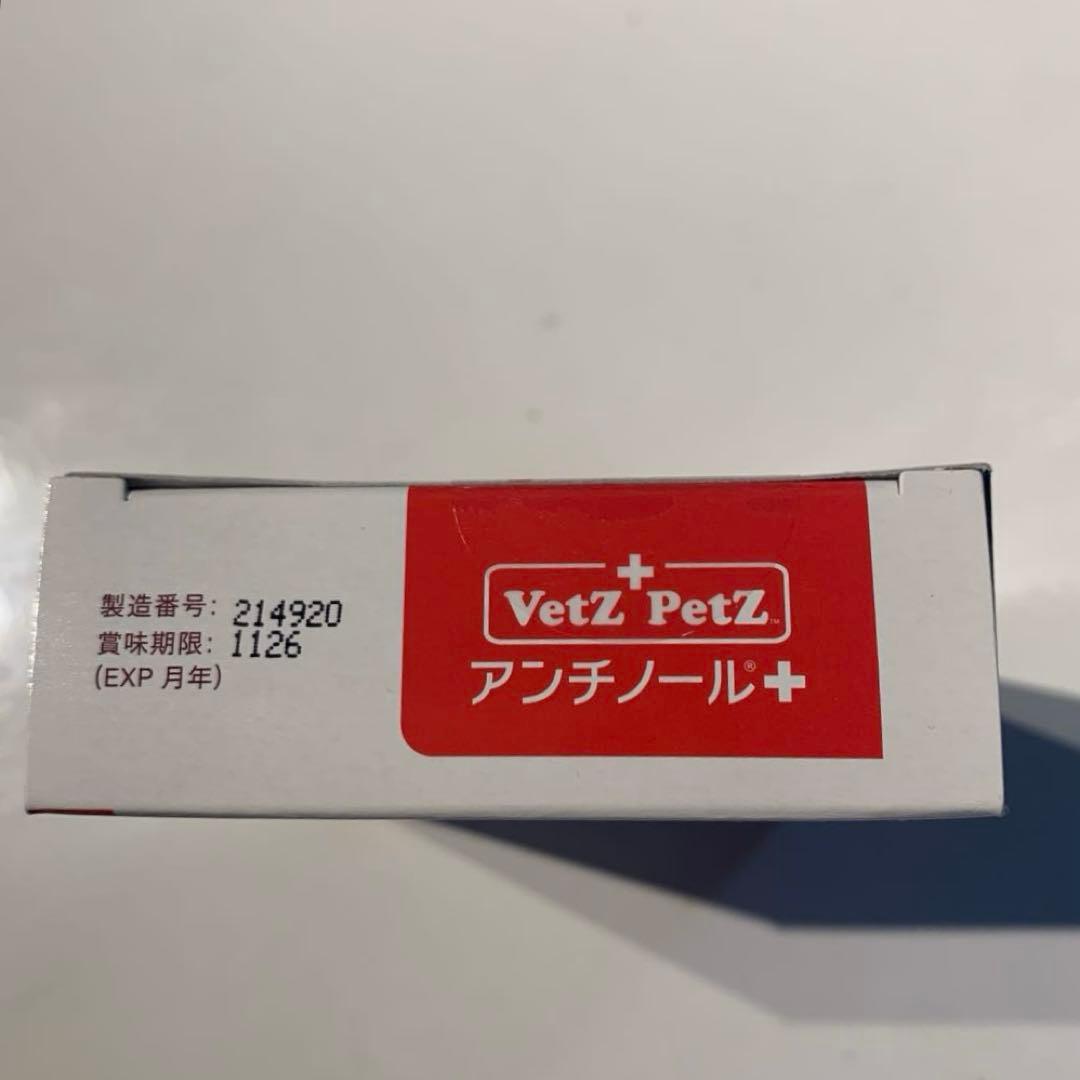 製造番号: 214920
賞味期限: 1126
(EXP 月年)
VetZ PetZ™
アンチノール®+